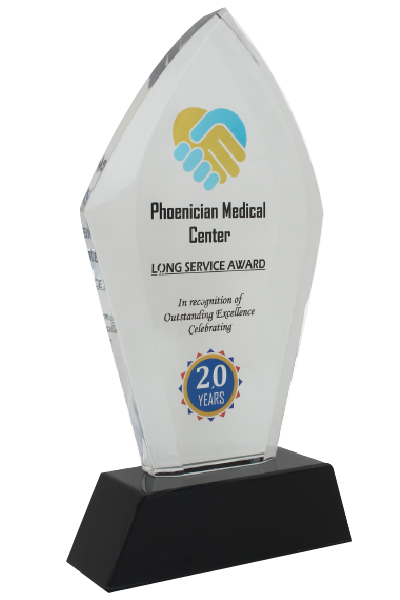 Phoenician Medical
Center
LONG SERVICE AWARD
In recognition of
Outstanding Excellence
Celebrating
20
YEARS